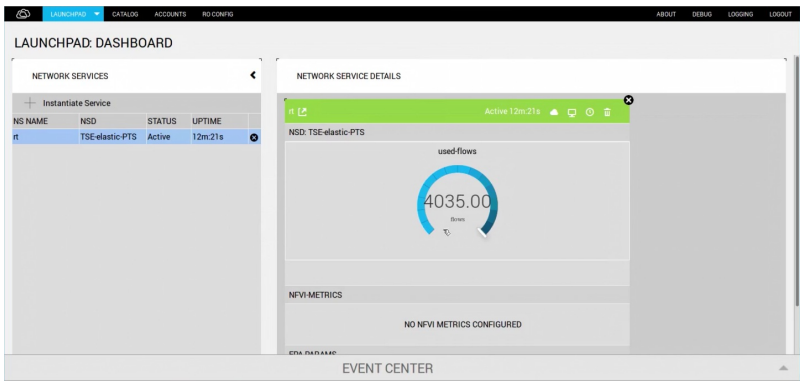 LAUNCHPAD CATALOG ACCOUNTS RO CONFIG ABOUT DEBUG LOGGING LOGOUT
LAUNCHPAD: DASHBOARD
NETWORK SERVICES
NETWORK SERVICE DETAILS
Instantiate Service
NS NAME NSD STATUS UPTIME
rt TSE-elastic-PTS Active 12m:21s
rt Active 12m:21s
NSD: TSE-elastic-PTS
used-flows
4035.00
NFVI-METRICS
NO NFVI METRICS CONFIGURED
EPA PARAMS
EVENT CENTER